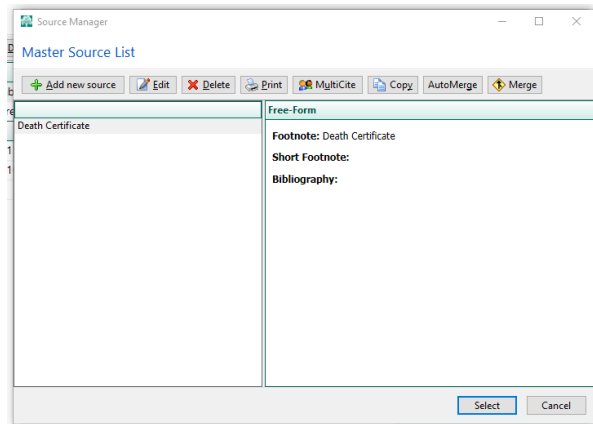 Source Manager
Master Source List
Add new source Edit Delete Print MultiCite Copy AutoMerge Merge
Free-Form
Death Certificate
Footnote: Death Certificate
Short Footnote:
Bibliography:
Select Cancel